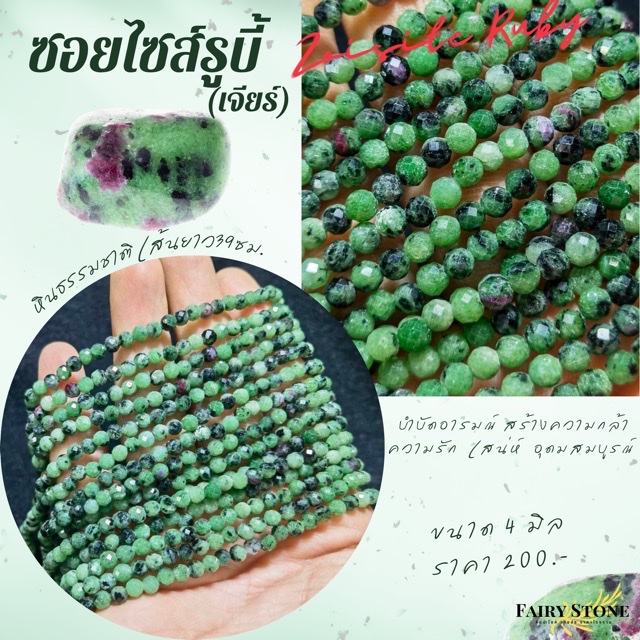 ซอยไซส์รูบี้
(เจียร์)
Zoisite Ruby
หินธรรมชาติ เส้นยาว39ซม.
บำบัดอารมณ์ สร้างความกล้า
ความรัก เสน่ห์ อุดมสมบูรณ์
ขนาด 4 มิล
ราคา 200.-
FAIRY STONE